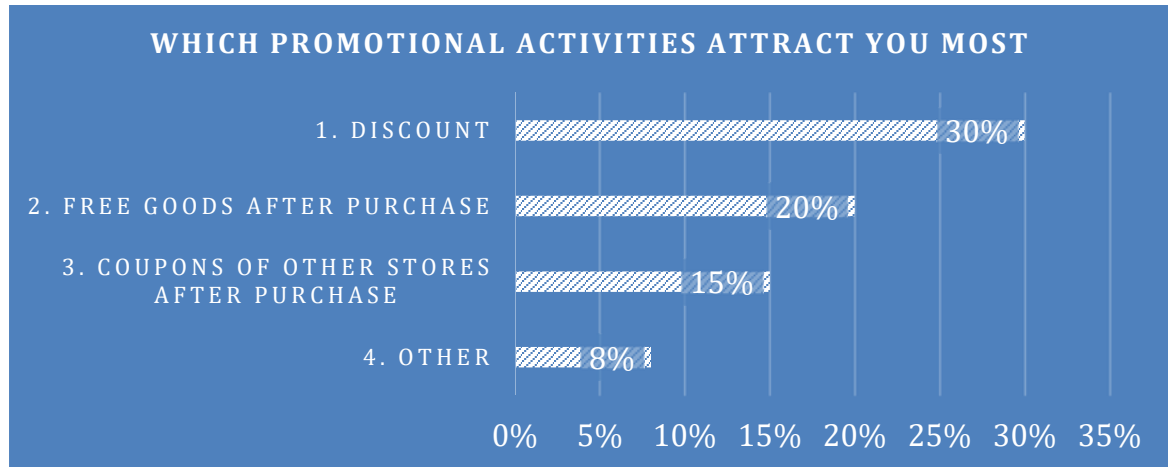 WHICH PROMOTIONAL ACTIVITIES ATTRACT YOU MOST
1. DISCOUNT
30%
2. FREE GOODS AFTER PURCHASE
20%
3. COUPONS OF OTHER STORES
AFTER PURCHASE
15%
4. OTHER
8%
0% 5% 10% 15% 20% 25% 30% 35%